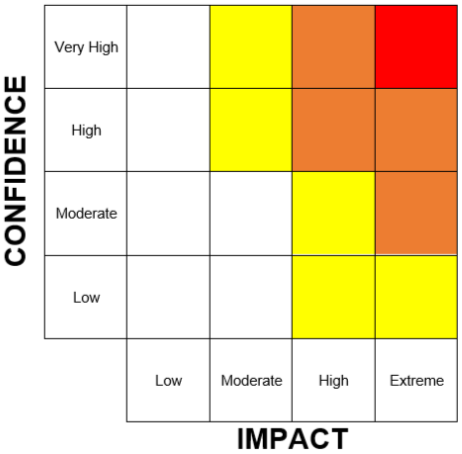 CONFIDENCE
Very High
High
Moderate
Low
Low Moderate High Extreme
IMPACT